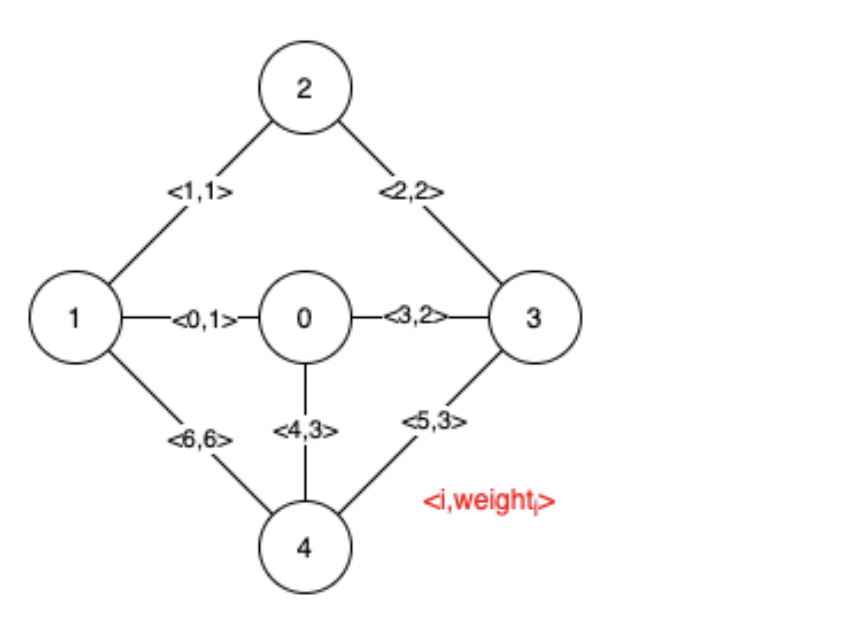 2
<1,1> <2,2>
1 <0,1> 0 <3,2> 3
<6,6> <4,3> <5,3>
<i,weightᵢ>
4